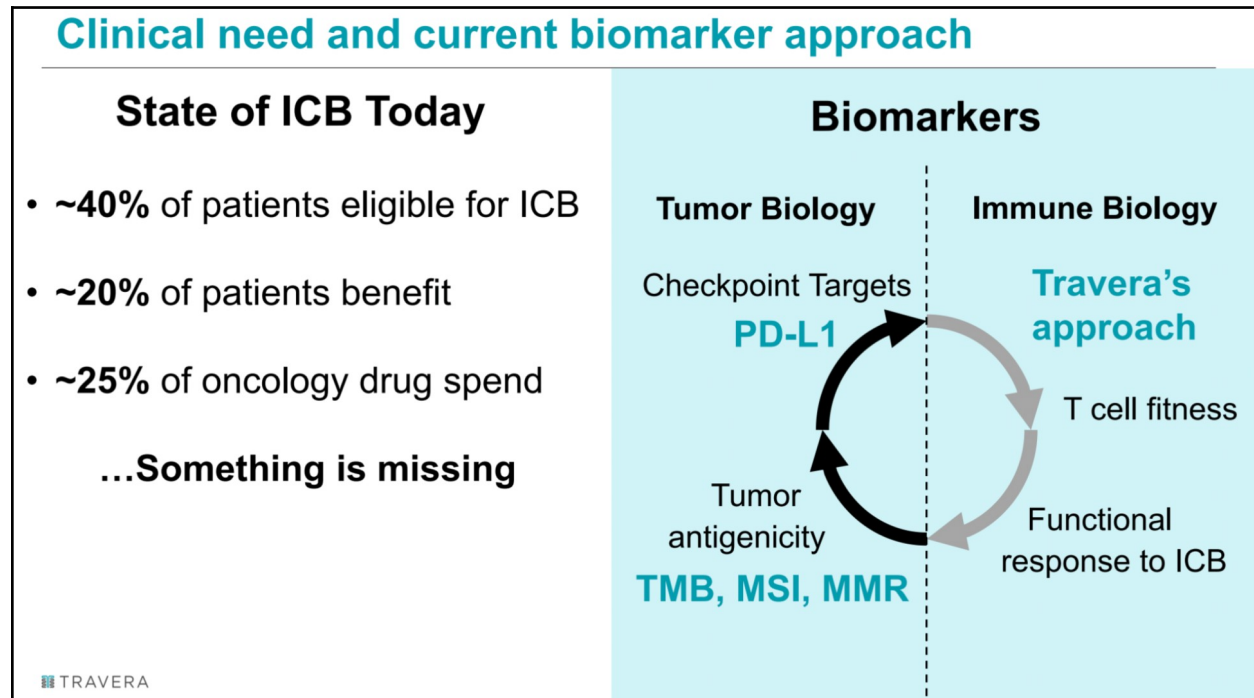 Clinical need and current biomarker approach
State of ICB Today
• ~40% of patients eligible for ICB
• ~20% of patients benefit
• ~25% of oncology drug spend
…Something is missing
Biomarkers
Tumor Biology
Immune Biology
Checkpoint Targets
PD-L1
Travera's
approach
T cell fitness
Tumor
antigenicity
TMB, MSI, MMR
Functional
response to ICB
TRAVERA